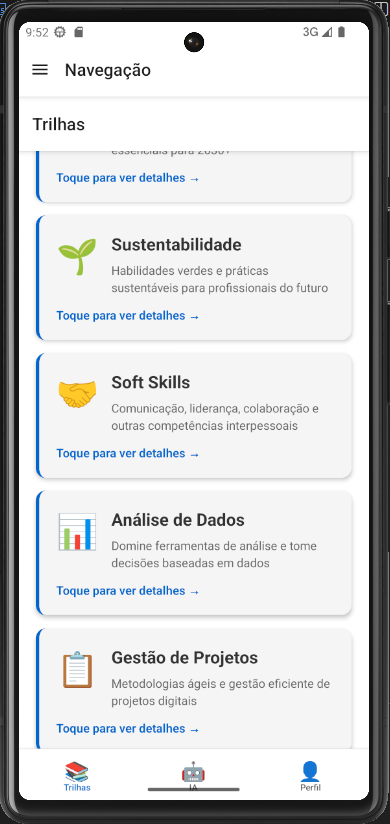 9:52
3G
Navegação
Trilhas
essenciais para 2030+
Toque para ver detalhes →
Sustentabilidade
Habilidades verdes e práticas
sustentáveis para profissionais do futuro
Toque para ver detalhes →
Soft Skills
Comunicação, liderança, colaboração e
outras competências interpessoais
Toque para ver detalhes →
Análise de Dados
Domine ferramentas de análise e tome
decisões baseadas em dados
Toque para ver detalhes →
Gestão de Projetos
Metodologias ágeis e gestão eficiente de
projetos digitais
Toque para ver detalhes →
Trilhas
IA
Perfil